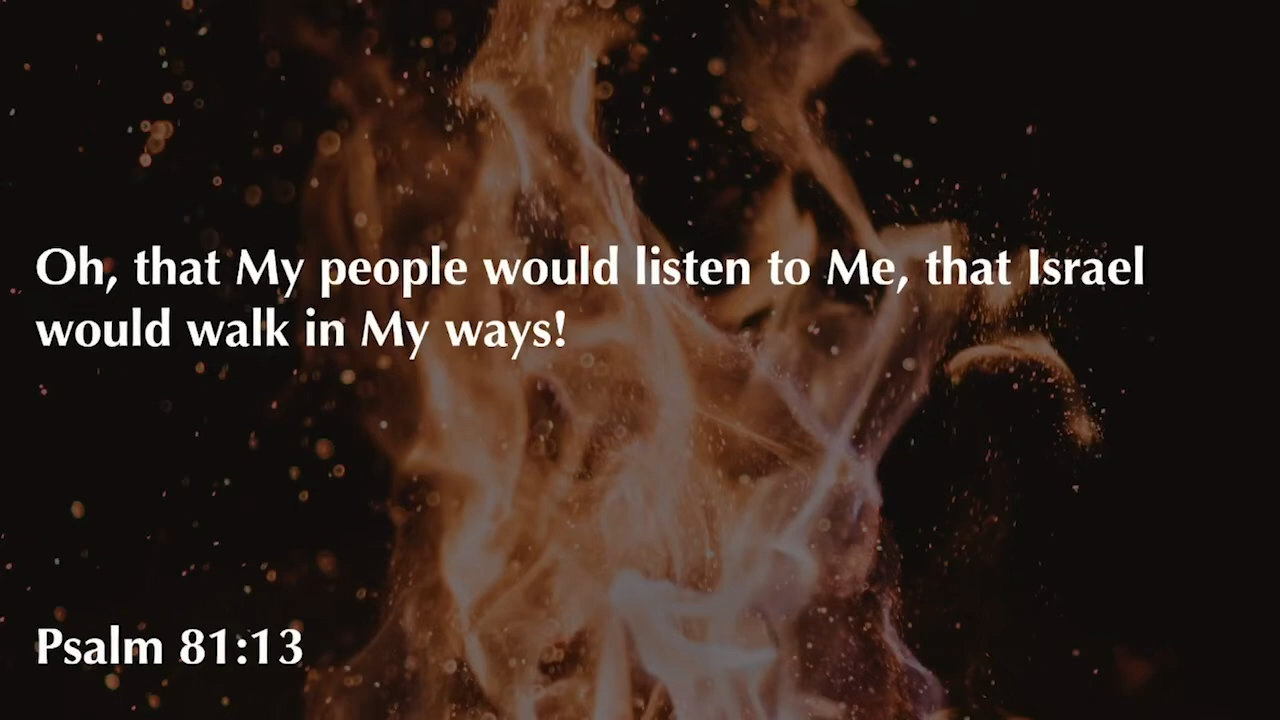 Oh, that My people would listen to Me, that Israel
would walk in My ways!
Psalm 81:13